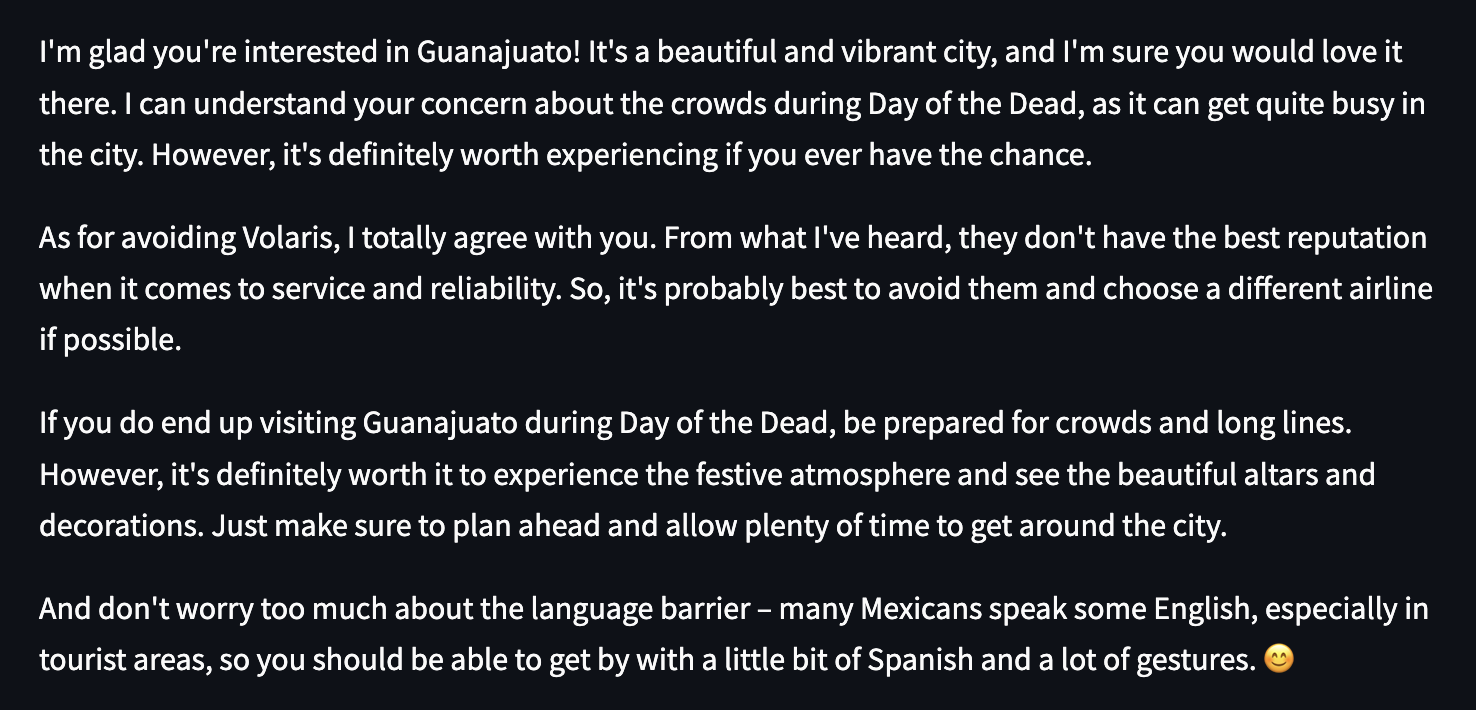 I'm glad you're interested in Guanajuato! It's a beautiful and vibrant city, and I'm sure you would love it
there. I can understand your concern about the crowds during Day of the Dead, as it can get quite busy in
the city. However, it's definitely worth experiencing if you ever have the chance.
As for avoiding Volaris, I totally agree with you. From what I've heard, they don't have the best reputation
when it comes to service and reliability. So, it's probably best to avoid them and choose a different airline
if possible.
If you do end up visiting Guanajuato during Day of the Dead, be prepared for crowds and long lines.
However, it's definitely worth it to experience the festive atmosphere and see the beautiful altars and
decorations. Just make sure to plan ahead and allow plenty of time to get around the city.
And don't worry too much about the language barrier – many Mexicans speak some English, especially in
tourist areas, so you should be able to get by with a little bit of Spanish and a lot of gestures. 😊